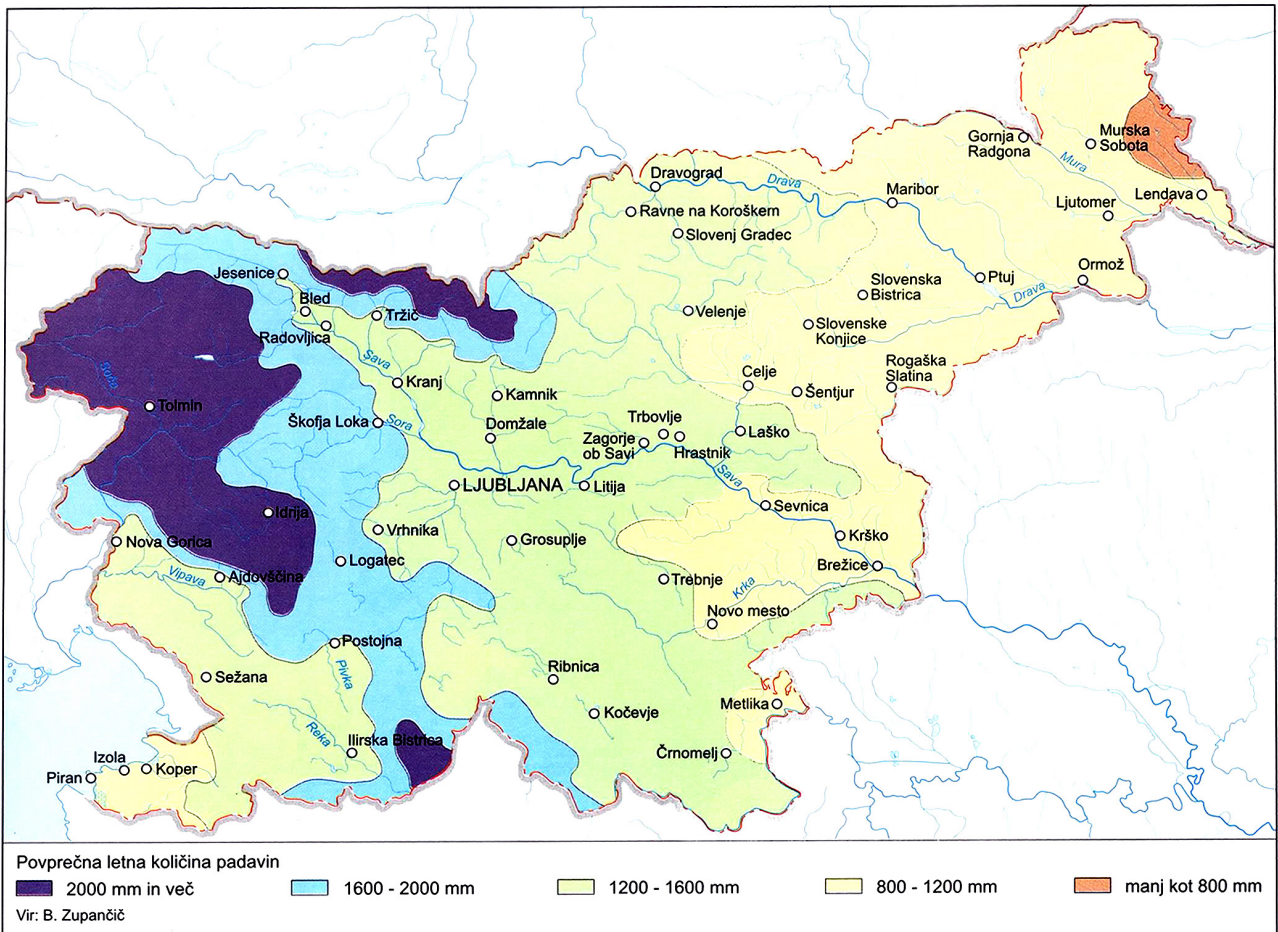 Gornja
Radgona
Murska
Sobota
Mura
Dravograd
Drava
Maribor
Lendava
Ljutomer
Ravne na Koroškem
Slovenj Gradec
Jesenice
Ormož
Ptuj
Slovenska
Bistrica
Drava
Bled
Tržič
Velenje
Radovljica
Slovenske
Konjice
Sava
Rogaška
Slatina
Soča
Kranj
Celje
Kamnik
Šentjur
Tolmin
Škofja Loka
Sora
Domžale
Trbovlje
Laško
Zagorje
ob Savi
Hrastnik
Sava
LJUBLJANA
Litija
Idrija
Sevnica
Vrhnika
Nova Gorica
Grosuplje
Krško
Logatec
Brežice
Vipava
Ajdovščina
Trebnje
Krka
Novo mesto
Postojna
Pivka
Ribnica
Sežana
Metlika
Kočevje
Reka
Ilirska Bistrica
Črnomelj
Izola
Koper
Piran
Povprečna letna količina padavin
2000 mm in več
1600 - 2000 mm
1200 - 1600 mm
800 - 1200 mm
manj kot 800 mm
Vir: B. Zupančič